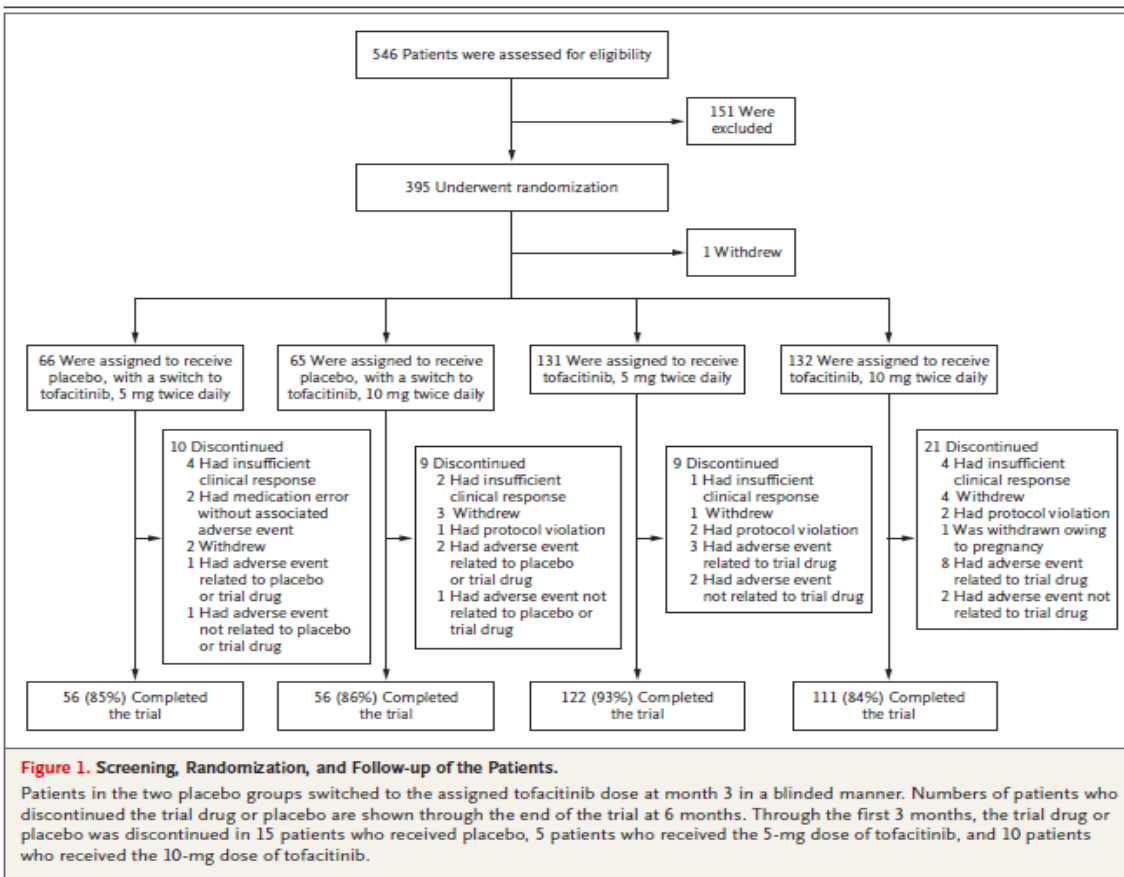 546 Patients were assessed for eligibility
151 Were
excluded
395 Underwent randomization
1 Withdrew
66 Were assigned to receive
placebo, with a switch to
tofacitinib, 5 mg twice daily
65 Were assigned to receive
placebo, with a switch to
tofacitinib, 10 mg twice daily
131 Were assigned to receive
tofacitinib, 5 mg twice daily
132 Were assigned to receive
tofacitinib, 10 mg twice daily
10 Discontinued
4 Had insufficient
clinical response
2 Had medication error
without associated
adverse event
2 Withdrew
1 Had adverse event
related to placebo
or trial drug
1 Had adverse event
not related to placebo
or trial drug
9 Discontinued
2 Had insufficient
clinical response
3 Withdrew
1 Had protocol violation
2 Had adverse event
related to placebo
or trial drug
1 Had adverse event not
related to placebo or
trial drug
9 Discontinued
1 Had insufficient
clinical response
1 Withdrew
2 Had protocol violation
3 Had adverse event
related to trial drug
2 Had adverse event
not related to trial drug
21 Discontinued
4 Had insufficient
clinical response
4 Withdrew
2 Had protocol violation
1 Was withdrawn owing
to pregnancy
8 Had adverse event
related to trial drug
2 Had adverse event not
related to trial drug
56 (85%) Completed
the trial
56 (86%) Completed
the trial
122 (93%) Completed
the trial
111 (84%) Completed
the trial
Figure 1. Screening, Randomization, and Follow-up of the Patients.
Patients in the two placebo groups switched to the assigned tofacitinib dose at month 3 in a blinded manner. Numbers of patients who
discontinued the trial drug or placebo are shown through the end of the trial at 6 months. Through the first 3 months, the trial drug or
placebo was discontinued in 15 patients who received placebo, 5 patients who received the 5-mg dose of tofacitinib, and 10 patients
who received the 10-mg dose of tofacitinib.